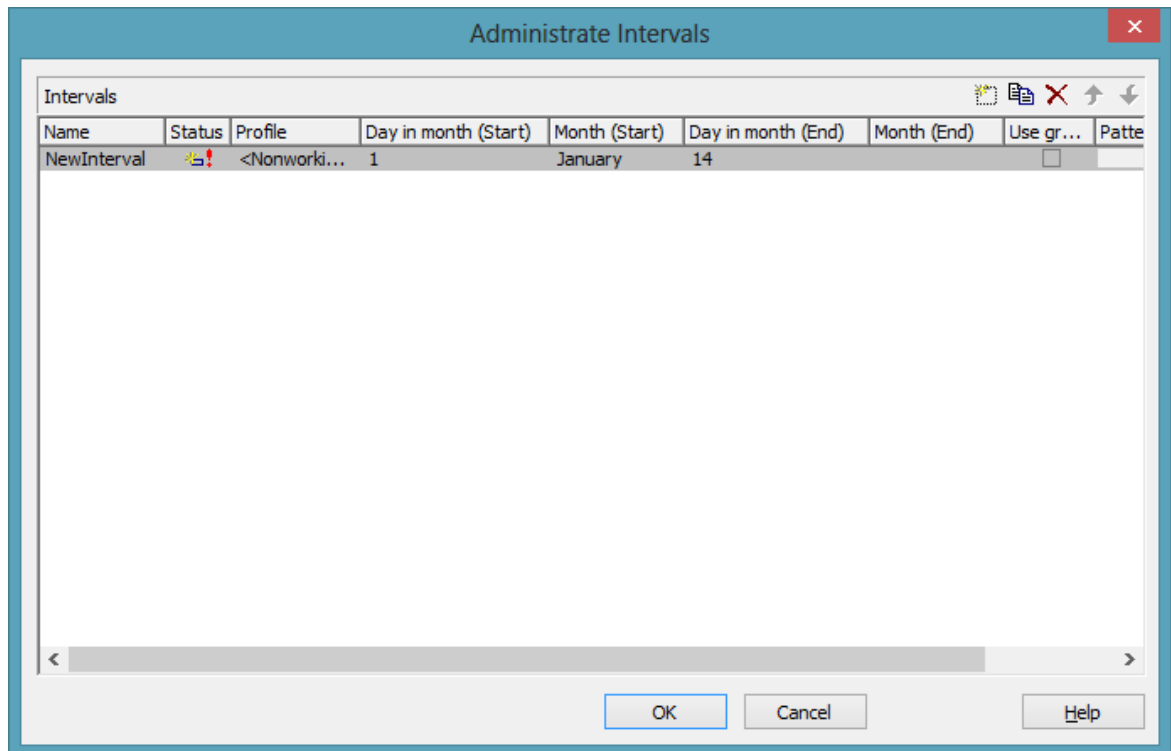 Administrate Intervals
Intervals
Name Status Profile Day in month (Start) Month (Start) Day in month (End) Month (End) Use gr... Patte
NewInterval <Nonworki... 1 January 14
OK Cancel Help